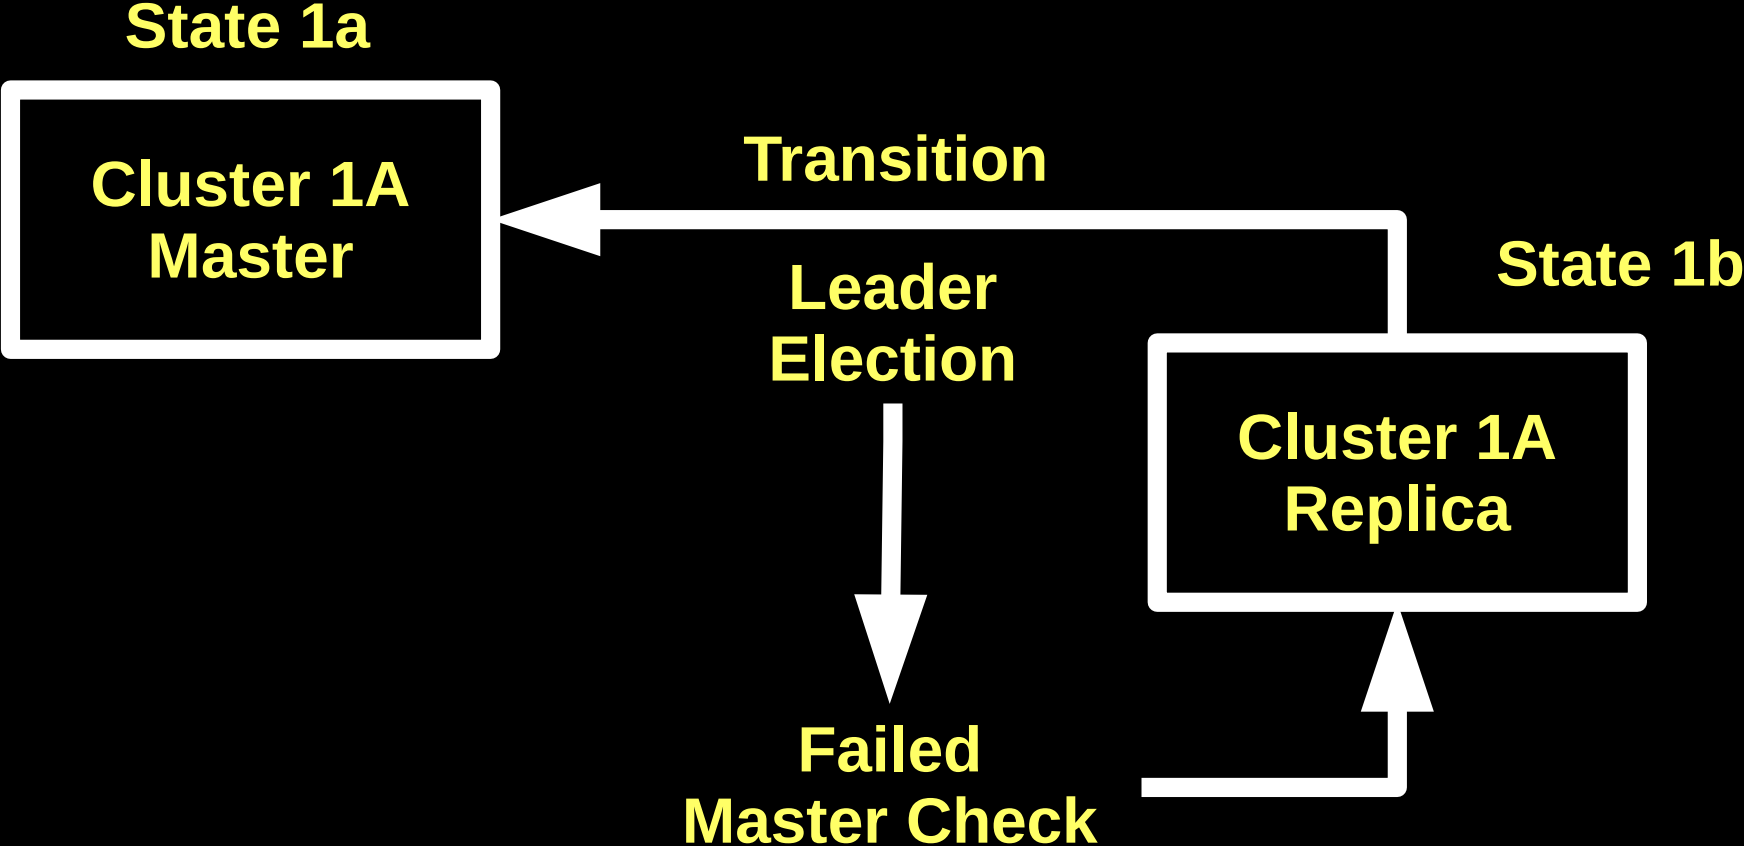 State 1a
Cluster 1A
Master
Transition
Leader
Election
State 1b
Cluster 1A
Replica
Failed
Master Check